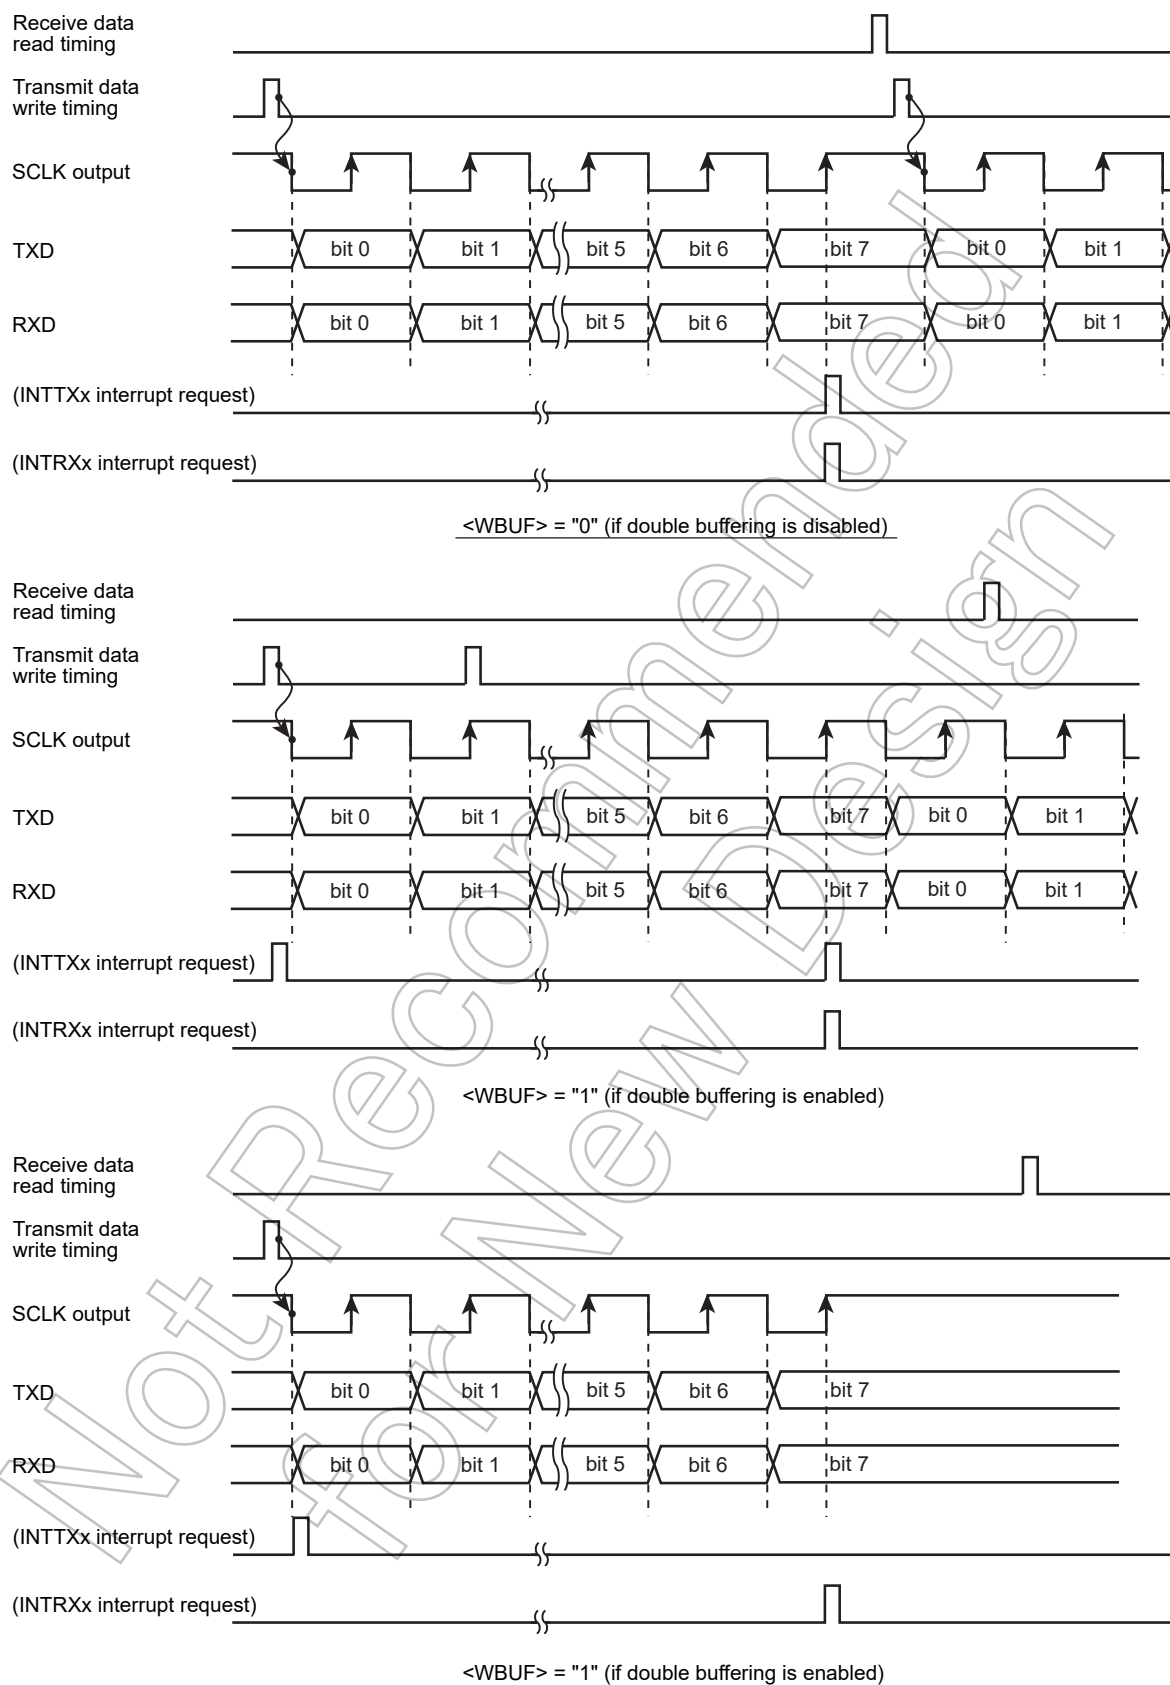 Receive data
read timing
Transmit data
write timing
SCLK output
TXD
bit 0 bit 1 bit 5 bit 6 bit 7 bit 0 bit 1
RXD
bit 0 bit 1 bit 5 bit 6 bit 7 bit 0 bit 1
(INTTXx interrupt request)
(INTRXx interrupt request)
<WBUF> = "0" (if double buffering is disabled)
Receive data
read timing
Transmit data
write timing
SCLK output
TXD
bit 0 bit 1 bit 5 bit 6 bit 7 bit 0 bit 1
RXD
bit 0 bit 1 bit 5 bit 6 bit 7 bit 0 bit 1
(INTTXx interrupt request)
(INTRXx interrupt request)
<WBUF> = "1" (if double buffering is enabled)
Receive data
read timing
Transmit data
write timing
SCLK output
TXD
bit 0 bit 1 bit 5 bit 6 bit 7
RXD
bit 0 bit 1 bit 5 bit 6 bit 7
(INTTXx interrupt request)
(INTRXx interrupt request)
<WBUF> = "1" (if double buffering is enabled)
Not Recommended
for New Design